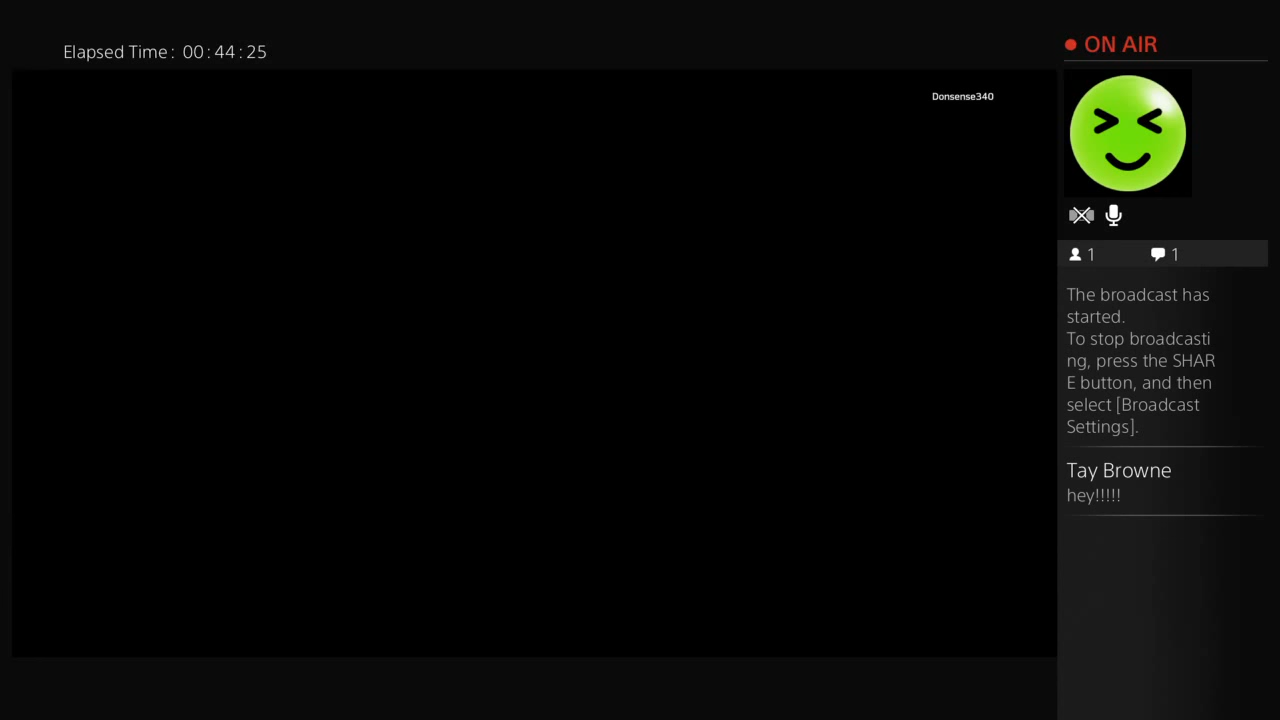 Elapsed Time: 00:44:25
ON AIR
Donsense340
1 1
The broadcast has
started.
To stop broadcasti
ng, press the SHAR
E button, and then
select [Broadcast
Settings].
Tay Browne
hey!!!!!